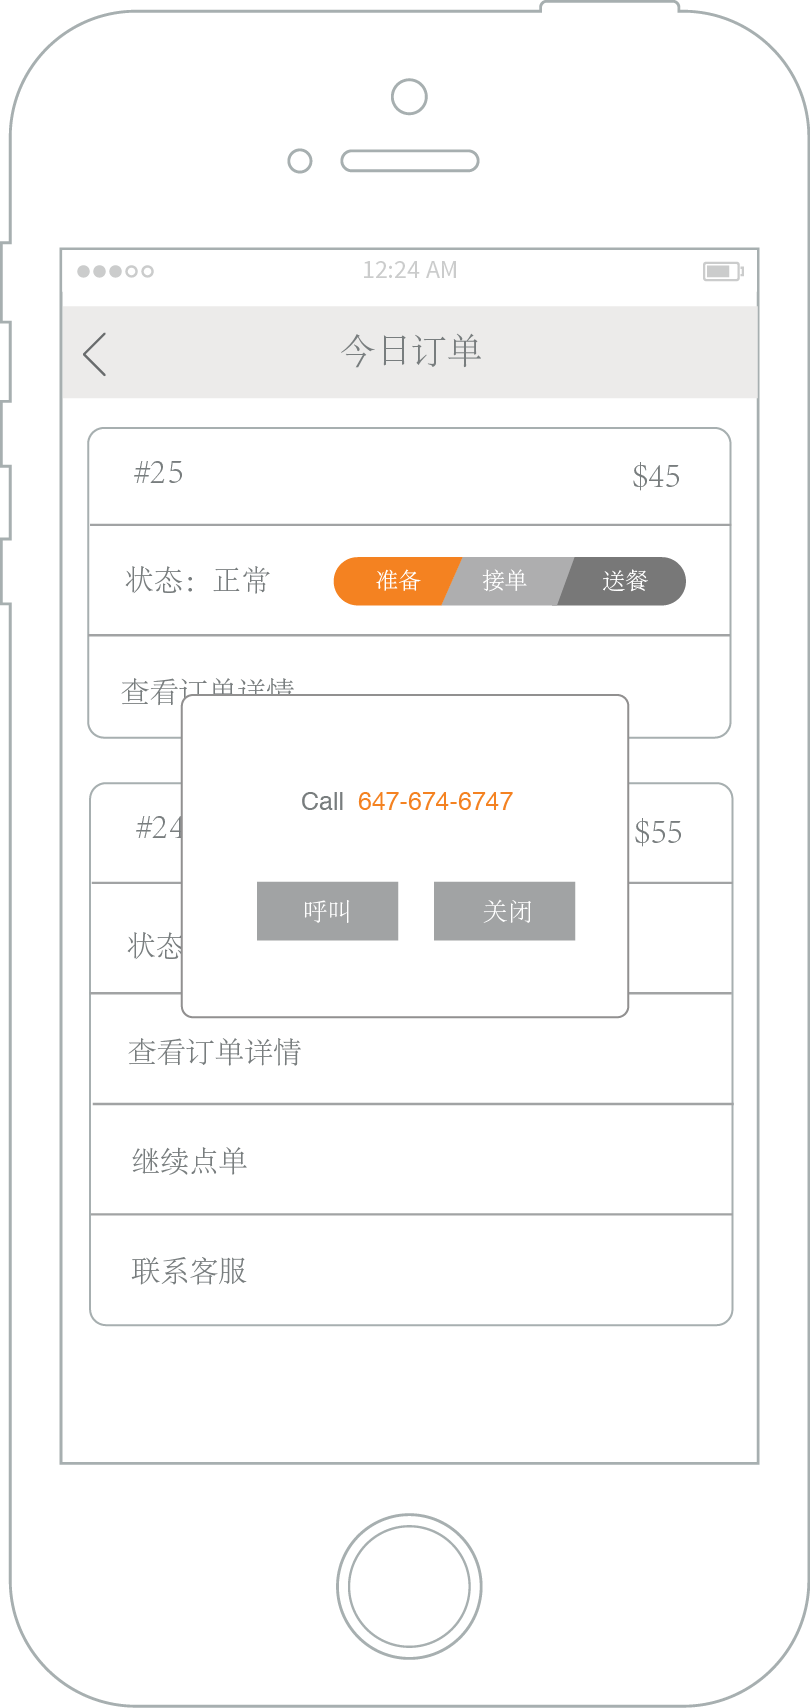 12:24 AM
今日订单
#25 $45
状态：正常 准备 接单 送餐
查看订单详情
Call 647-674-6747
呼叫 关闭
#24 $55
状态
查看订单详情
继续点单
联系客服